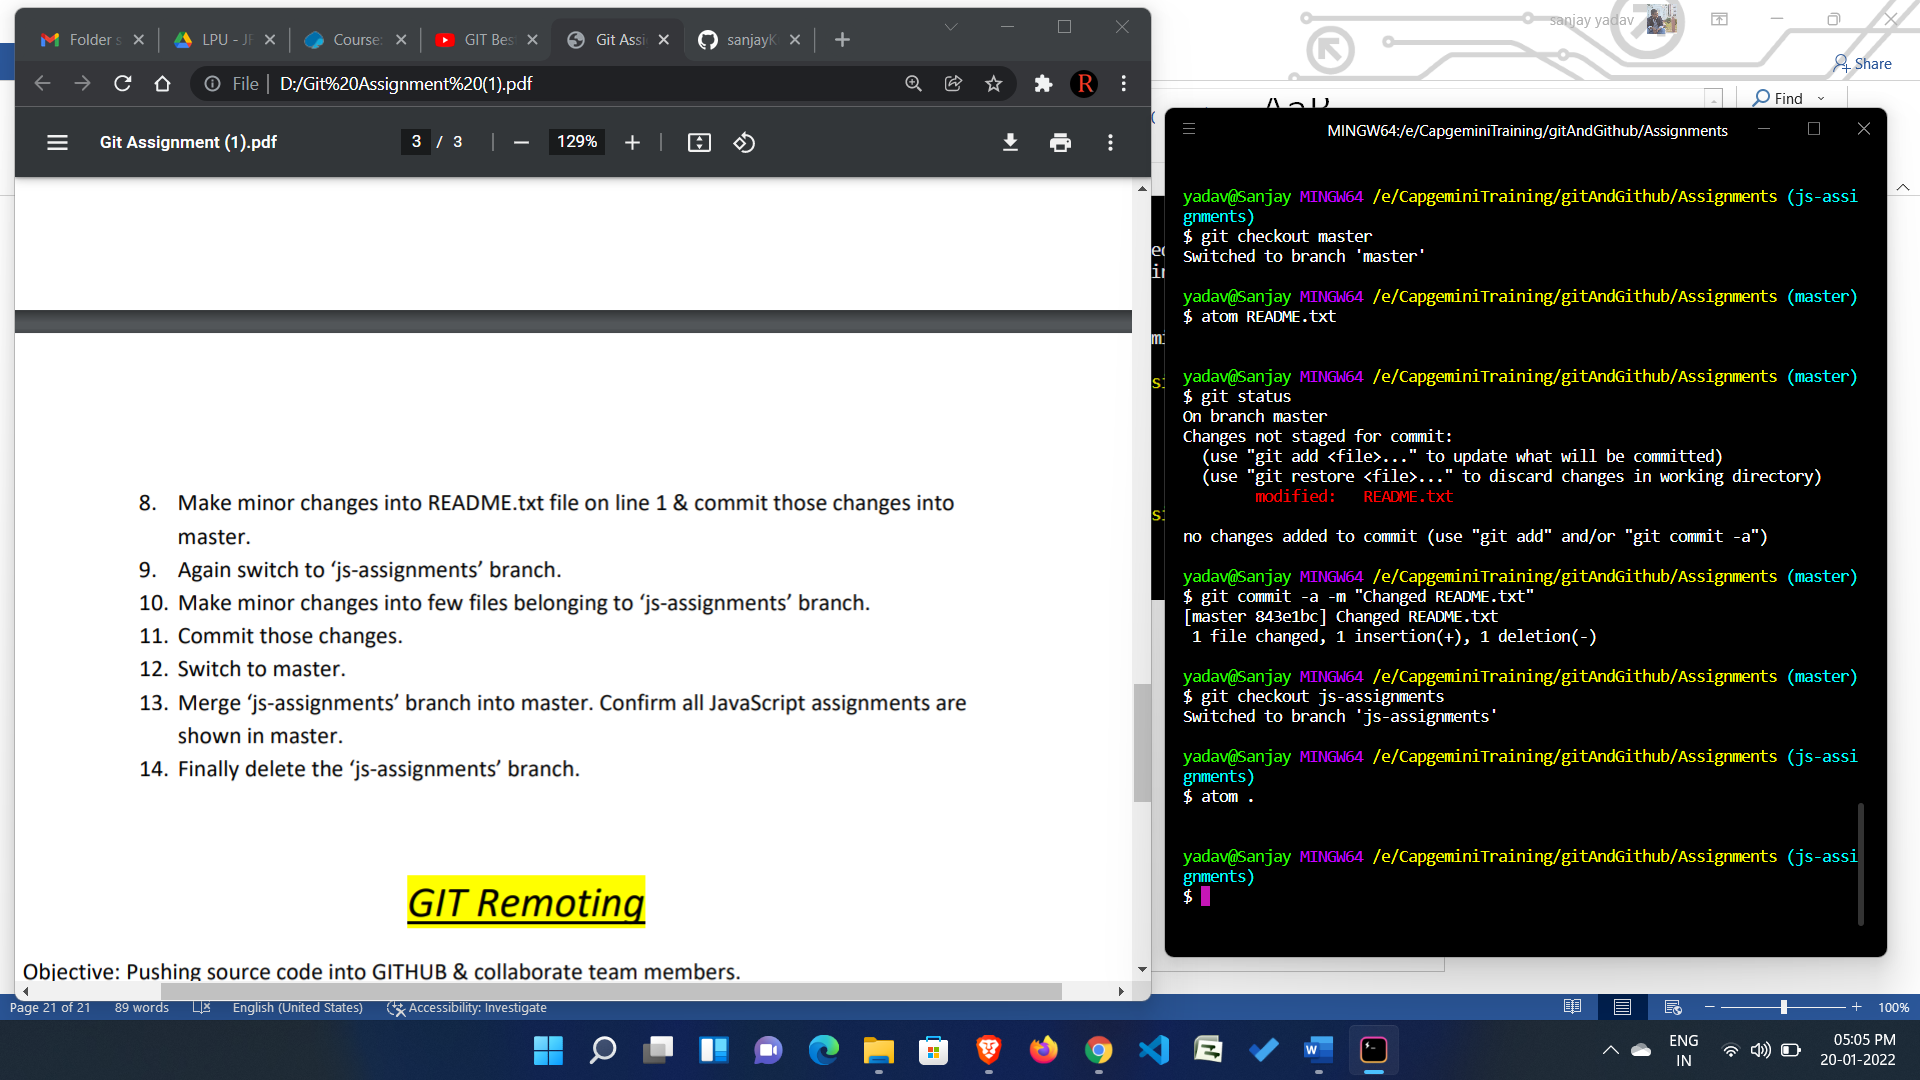 Folder s
LPU - JF
Course:
GIT Bes
Git Assi
sanjayK
sanjay yadav
File
D:/Git%20Assignment%20(1).pdf
R
Share
Find
Git Assignment (1).pdf
3 / 3
129%
MINGW64:/e/CapgeminiTraining/gitAndGithub/Assignments
8. Make minor changes into README.txt file on line 1 & commit those changes into
master.
9. Again switch to ‘js-assignments’ branch.
10. Make minor changes into few files belonging to ‘js-assignments’ branch.
11. Commit those changes.
12. Switch to master.
13. Merge ‘js-assignments’ branch into master. Confirm all JavaScript assignments are
shown in master.
14. Finally delete the ‘js-assignments’ branch.
GIT Remoting
Objective: Pushing source code into GITHUB & collaborate team members.
yadav@Sanjay MINGW64 /e/CapgeminiTraining/gitAndGithub/Assignments (js-assi
gnments)
$ git checkout master
Switched to branch 'master'
yadav@Sanjay MINGW64 /e/CapgeminiTraining/gitAndGithub/Assignments (master)
$ atom README.txt
yadav@Sanjay MINGW64 /e/CapgeminiTraining/gitAndGithub/Assignments (master)
$ git status
On branch master
Changes not staged for commit:
(use "git add <file>..." to update what will be committed)
(use "git restore <file>..." to discard changes in working directory)
modified: README.txt
no changes added to commit (use "git add" and/or "git commit -a")
yadav@Sanjay MINGW64 /e/CapgeminiTraining/gitAndGithub/Assignments (master)
$ git commit -a -m "Changed README.txt"
[master 843e1bc] Changed README.txt
1 file changed, 1 insertion(+), 1 deletion(-)
yadav@Sanjay MINGW64 /e/CapgeminiTraining/gitAndGithub/Assignments (master)
$ git checkout js-assignments
Switched to branch 'js-assignments'
yadav@Sanjay MINGW64 /e/CapgeminiTraining/gitAndGithub/Assignments (js-assi
gnments)
$ atom .
yadav@Sanjay MINGW64 /e/CapgeminiTraining/gitAndGithub/Assignments (js-assi
gnments)
$
Page 21 of 21
89 words
English (United States)
Accessibility: Investigate
100%
ENG
IN
05:05 PM
20-01-2022